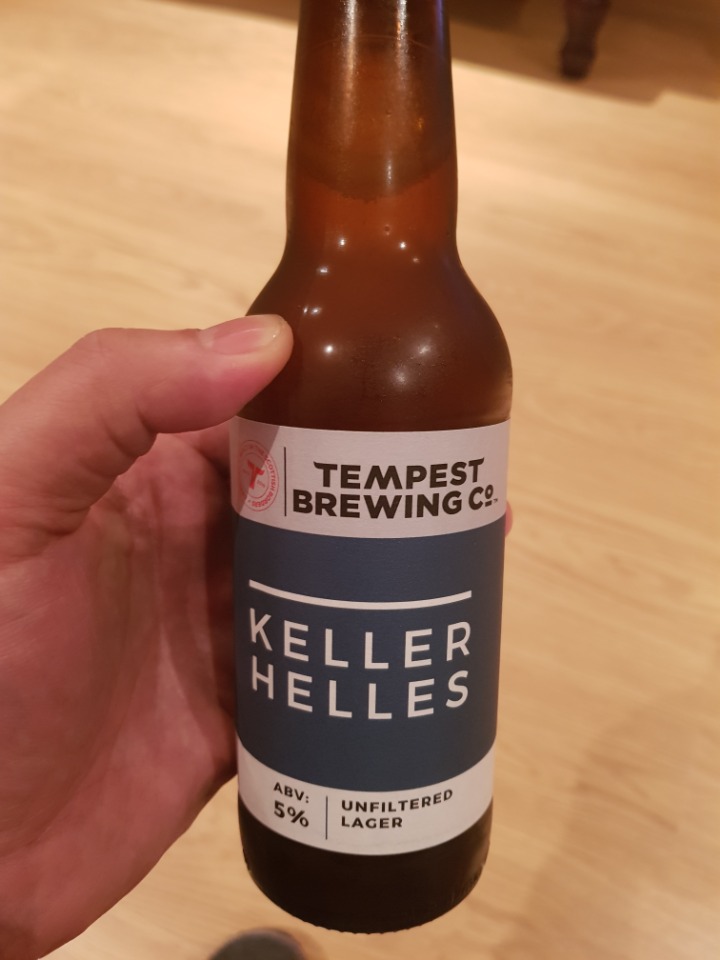 TEMPEST
BREWING Co.
KELLER
HELLES
ABV:
5%
UNFILTERED
LAGER